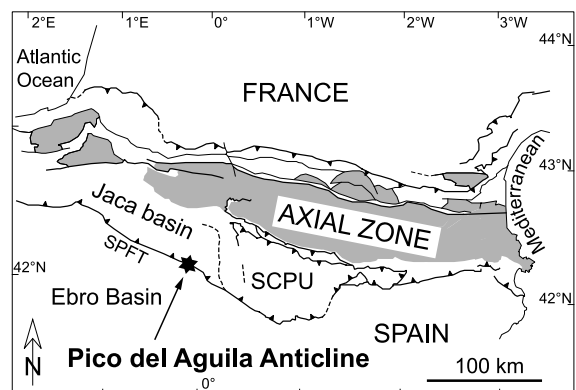 2°E 1°E 0° 1°W 2°W 3°W
44°N
Atlantic
Ocean
FRANCE
Mediterranean
43°N
Jaca basin
AXIAL ZONE
SPFT
42°N
SCPU
Ebro Basin
42°N
SPAIN
N
Pico del Aguila Anticline
100 km
0°